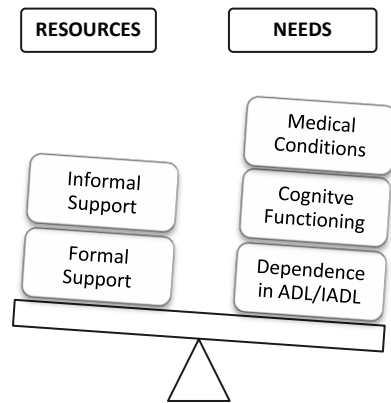 RESOURCES
NEEDS
Medical
Conditions
Informal
Support
Cognitve
Functioning
Formal
Support
Dependence
in ADL/IADL